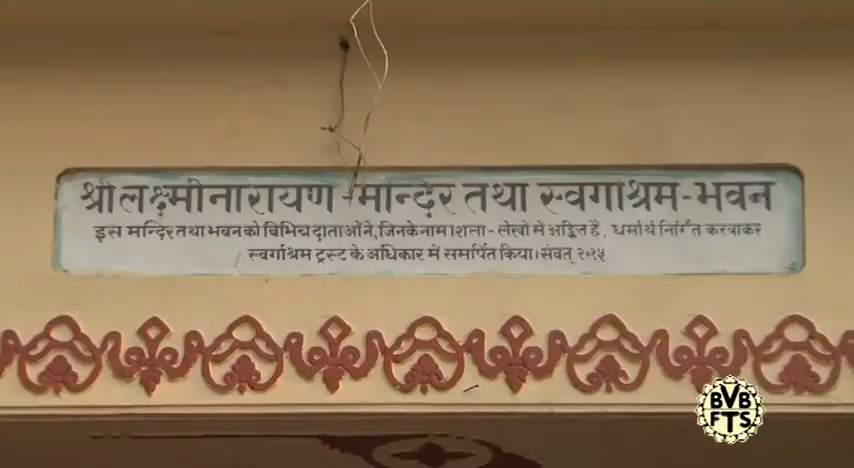 श्री लक्ष्मीनारायण-मन्दिर तथा स्वर्गाश्रम-भवन
इस मन्दिर तथा भवन को विभिन्न दाताओं ने, जिनके नाम शिला-लेखों में अङ्कित हैं, धर्मार्थ निर्मित करवाकर
स्वर्गाश्रम ट्रस्ट के अधिकार में समर्पित किया। संवत्
BVB
FTS